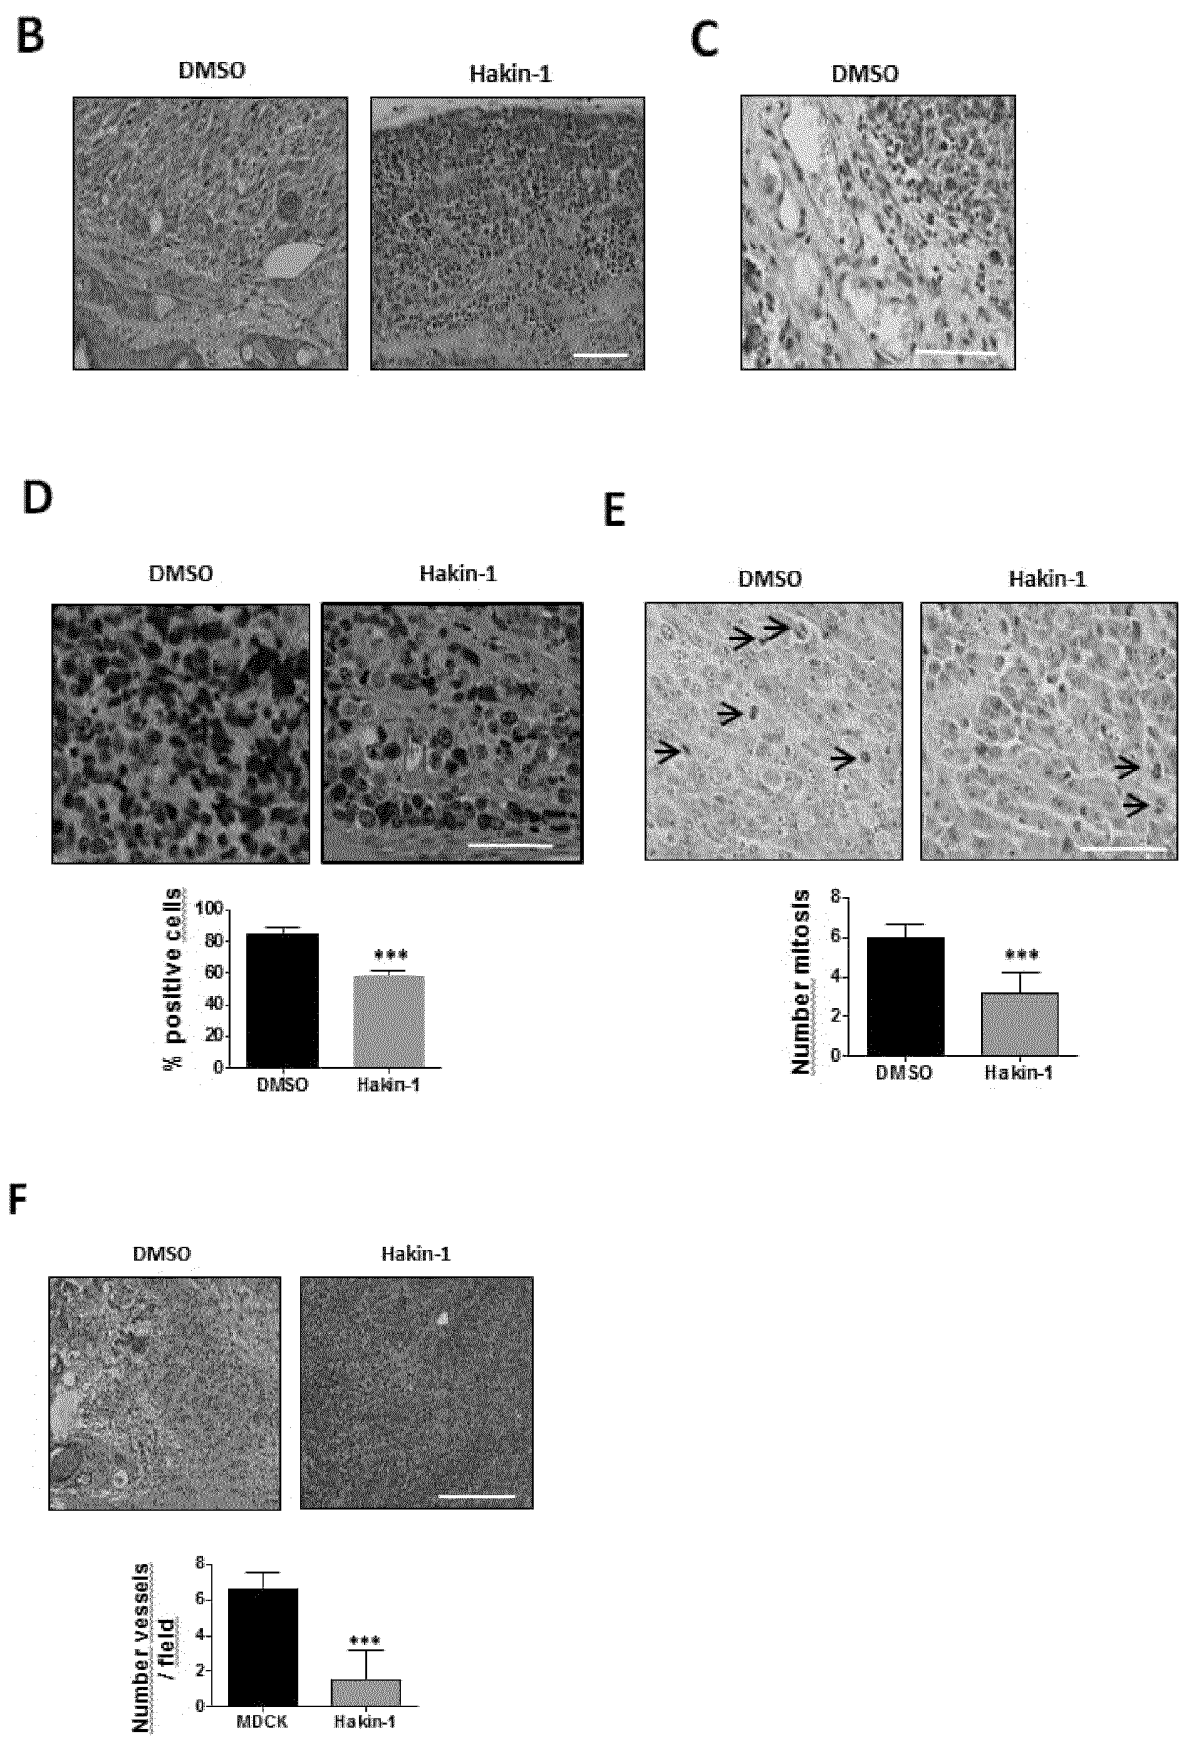 B
DMSO
Hakin-1
C
DMSO
D
DMSO
Hakin-1
E
DMSO
Hakin-1
% positive cells
100
80
60
40
20
0
***
DMSO
Hakin-1
Number mitosis
8
6
4
2
0
***
DMSO
Hakin-1
F
DMSO
Hakin-1
Number vessels
/ field
8
6
4
2
0
***
MDCK
Hakin-1